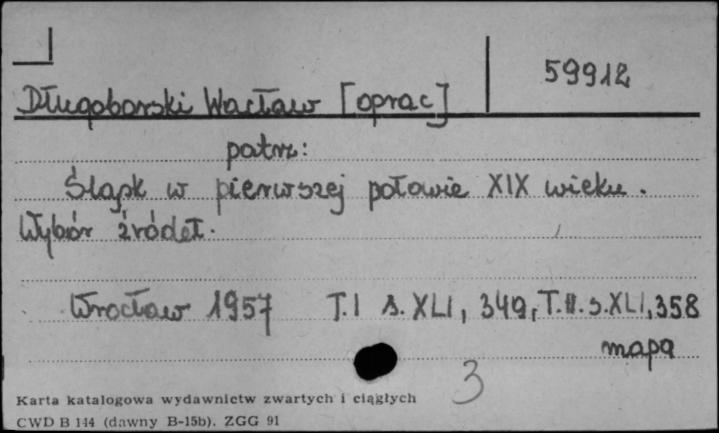 59912
Długoborski Wacław [oprac]
patrz:
Śląsk w pierwszej połowie XIX wieku.
Wybór źródeł.
Wrocław 1957 T.I s. XLI, 349, T.II. s. XLI, 358
mapa
3
Karta katalogowa wydawnictw zwartych i ciągłych
CWD B 144 (dawny B-15b). ZGG 91